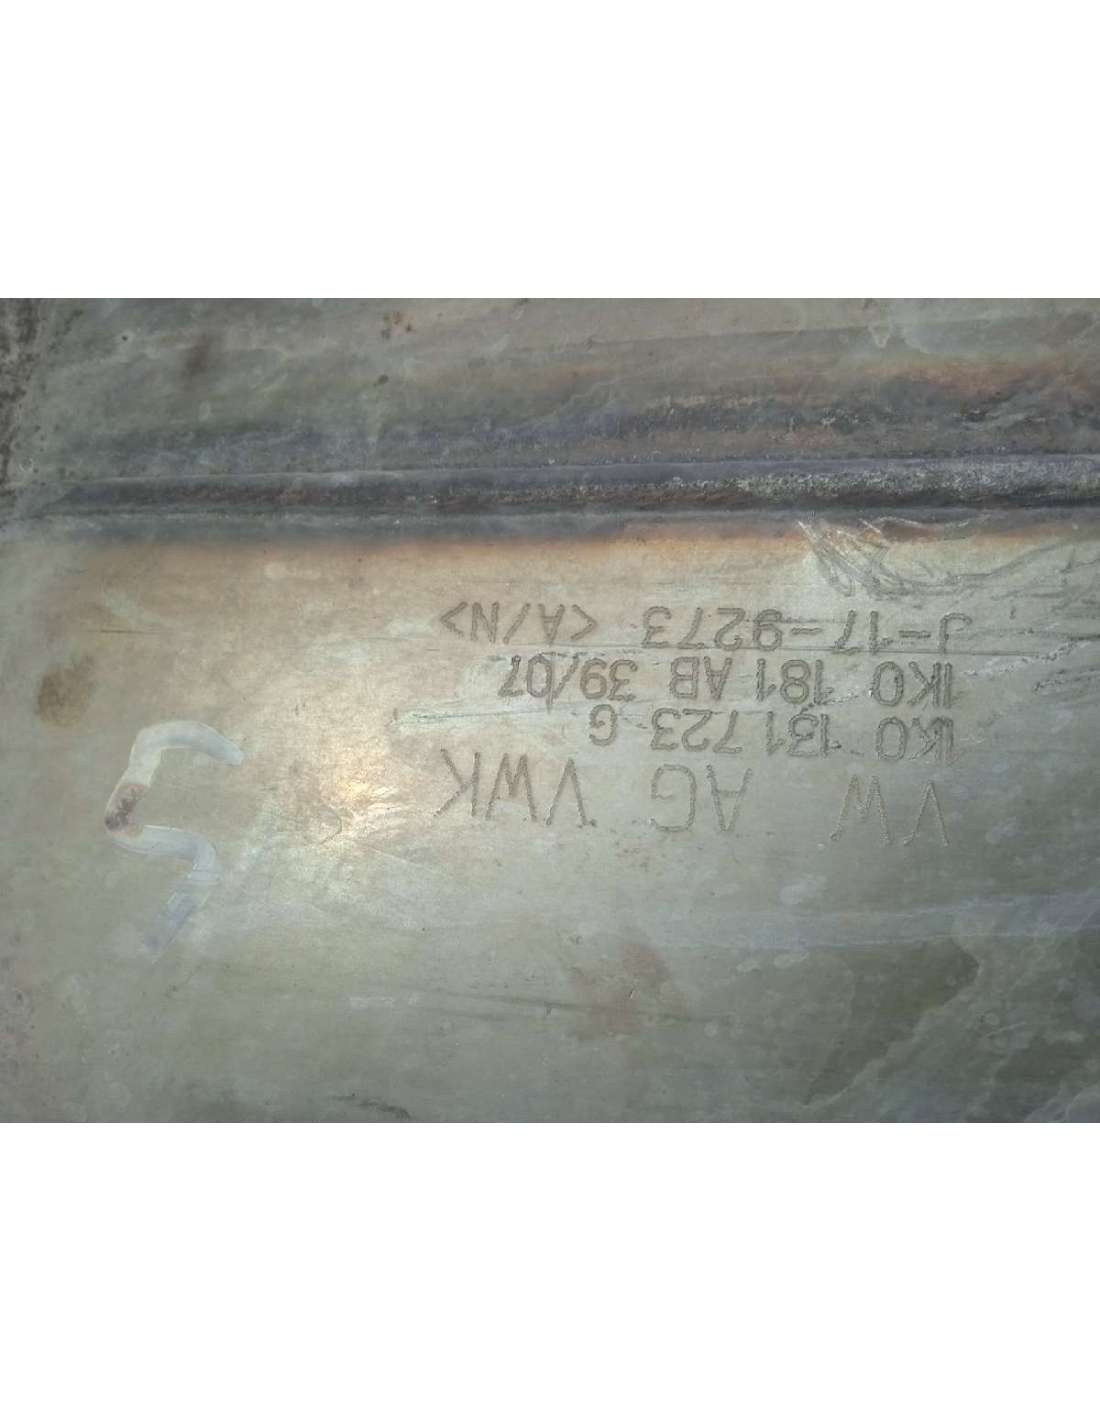 VW AG VWK
1K0 131 723 G
1K0 181 AB 39/07
J-17-9273 <A/N>